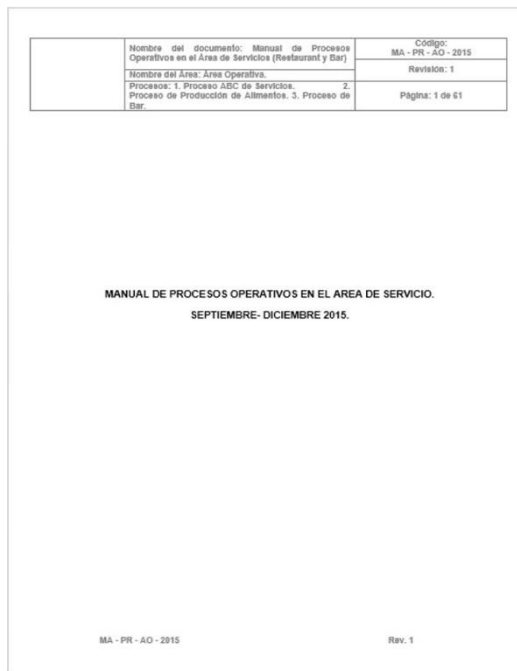 Nombre del documento: Manual de Procesos
Operativos en el Área de Servicios (Restaurant y Bar)
Código:
MA - PR - AO - 2015
Nombre del Área: Área Operativa.
Revisión: 1
Procesos: 1. Proceso ABC de Servicios. 2.
Proceso de Producción de Alimentos. 3. Proceso de
Bar.
Página: 1 de 61
MANUAL DE PROCESOS OPERATIVOS EN EL AREA DE SERVICIO.
SEPTIEMBRE- DICIEMBRE 2015.
MA - PR - AO - 2015
Rev. 1